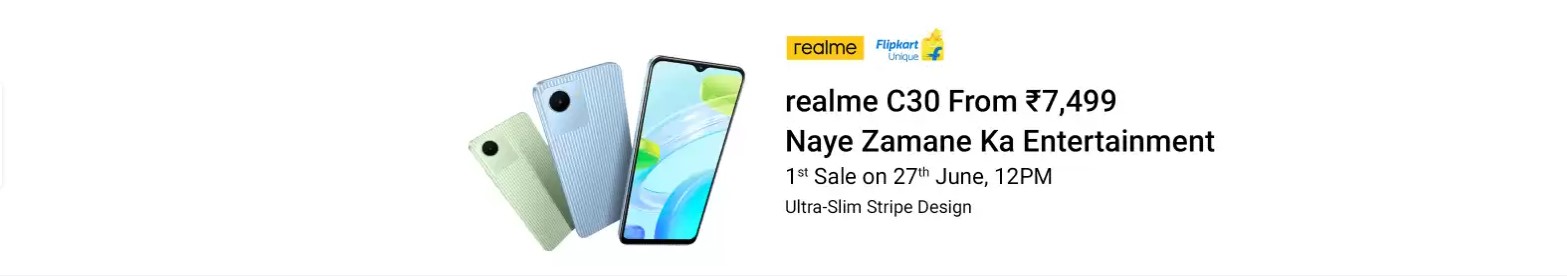 realme
Flipkart
Unique
realme C30 From ₹7,499
Naye Zamane Ka Entertainment
1st Sale on 27th June, 12PM
Ultra-Slim Stripe Design